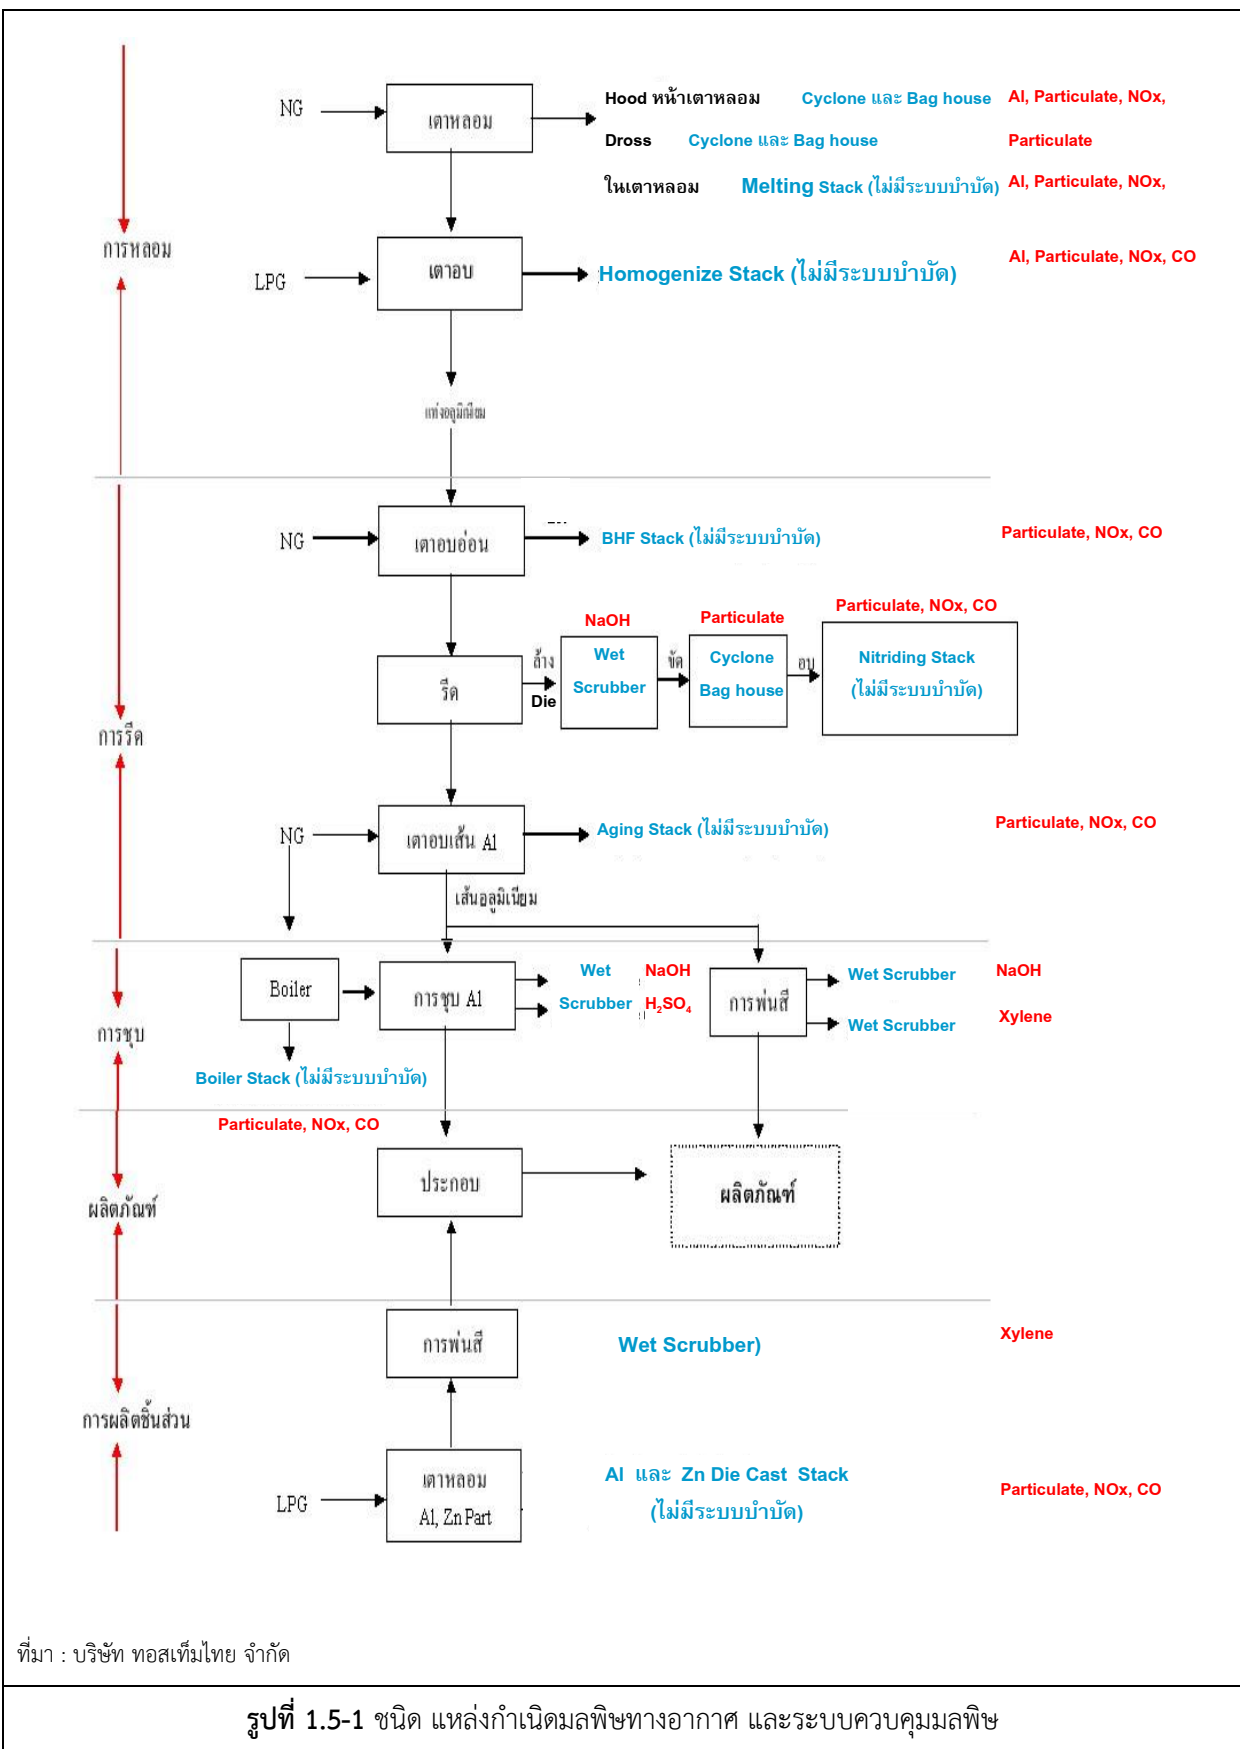 NG
เตาหลอม
Hood หน้าเตาหลอม Cyclone และ Bag house Al, Particulate, NOx,
Dross Cyclone และ Bag house Particulate
ในเตาหลอม Melting Stack (ไม่มีระบบบำบัด) Al, Particulate, NOx,
การหลอม
LPG
เตาอบ
Homogenize Stack (ไม่มีระบบบำบัด)
Al, Particulate, NOx, CO
แท่งอลูมิเนียม
NG
เตาอบอ่อน
BHF Stack (ไม่มีระบบบำบัด)
Particulate, NOx, CO
NaOH
Particulate
Particulate, NOx, CO
รีด
ล้าง
Die
Wet
Scrubber
ขัด
Cyclone
Bag house
อบ
Nitriding Stack
(ไม่มีระบบบำบัด)
การรีด
NG
เตาอบเส้น Al
Aging Stack (ไม่มีระบบบำบัด)
Particulate, NOx, CO
เส้นอลูมิเนียม
Boiler
การชุบ Al
Wet NaOH
Scrubber H₂SO₄
การพ่นสี
Wet Scrubber NaOH
Wet Scrubber Xylene
การชุบ
Boiler Stack (ไม่มีระบบบำบัด)
Particulate, NOx, CO
ประกอบ
ผลิตภัณฑ์
ผลิตภัณฑ์
การพ่นสี
Wet Scrubber)
Xylene
การผลิตชิ้นส่วน
LPG
เตาหลอม
Al, Zn Part
Al และ Zn Die Cast Stack
(ไม่มีระบบบำบัด)
Particulate, NOx, CO
ที่มา : บริษัท ทอสเท็มไทย จำกัด
รูปที่ 1.5-1 ชนิด แหล่งกำเนิดมลพิษทางอากาศ และระบบควบคุมมลพิษ